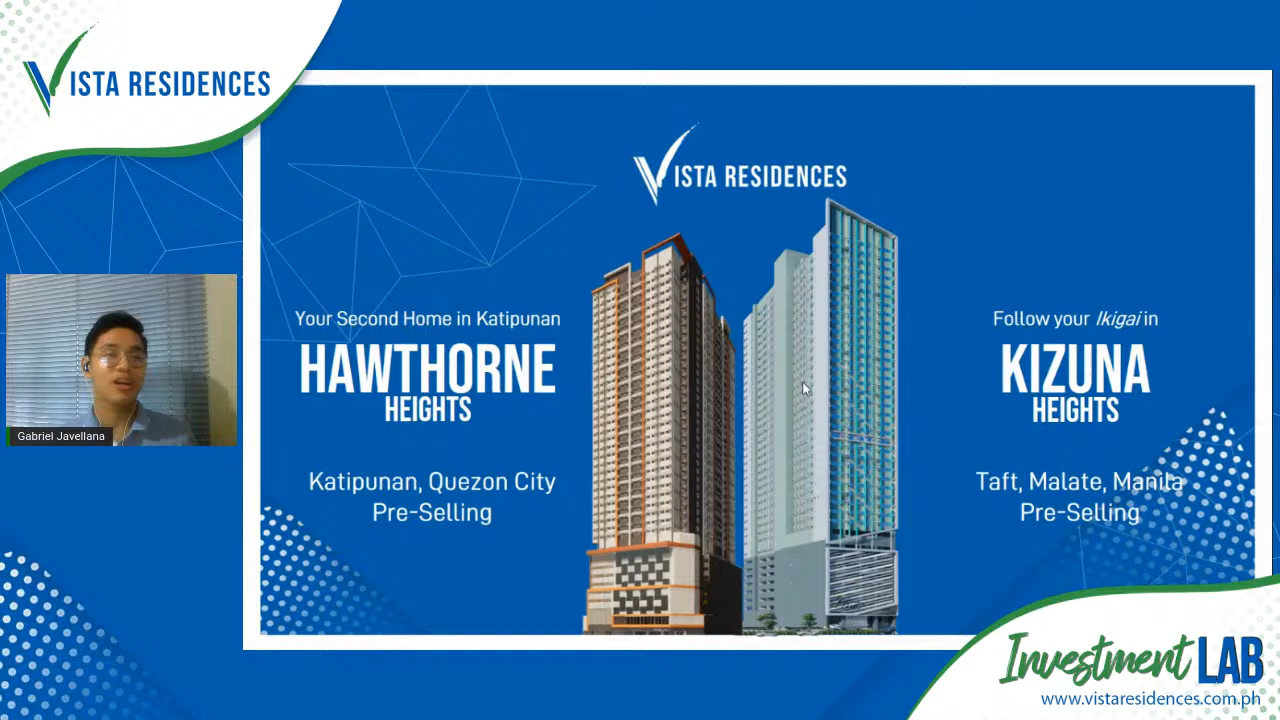 VISTA RESIDENCES
VISTA RESIDENCES
Your Second Home in Katipunan
HAWTHORNE
HEIGHTS
Katipunan, Quezon City
Pre-Selling
Follow your Ikigai in
KIZUNA
HEIGHTS
Taft, Malate, Manila
Pre-Selling
Gabriel Javellana
Investment LAB
www.vistaresidences.com.ph